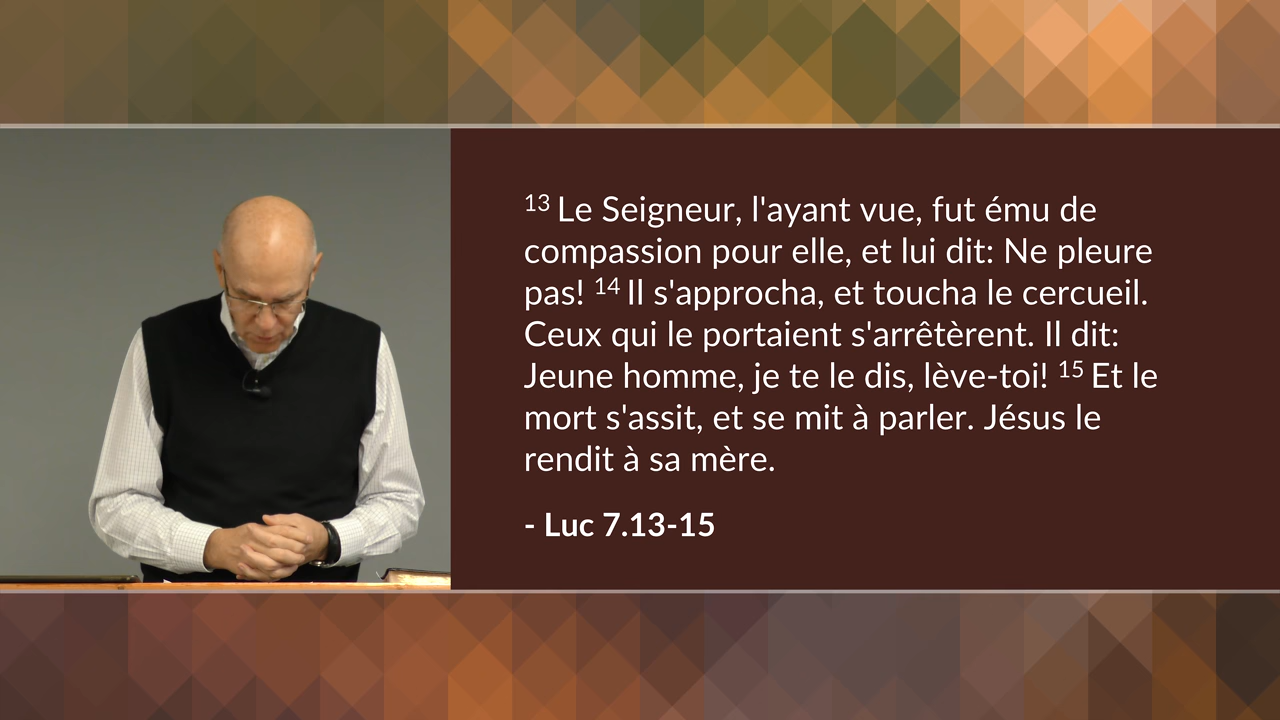 13 Le Seigneur, l'ayant vue, fut ému de
compassion pour elle, et lui dit: Ne pleure
pas! 14 Il s'approcha, et toucha le cercueil.
Ceux qui le portaient s'arrêtèrent. Il dit:
Jeune homme, je te le dis, lève-toi! 15 Et le
mort s'assit, et se mit à parler. Jésus le
rendit à sa mère.
- Luc 7.13-15